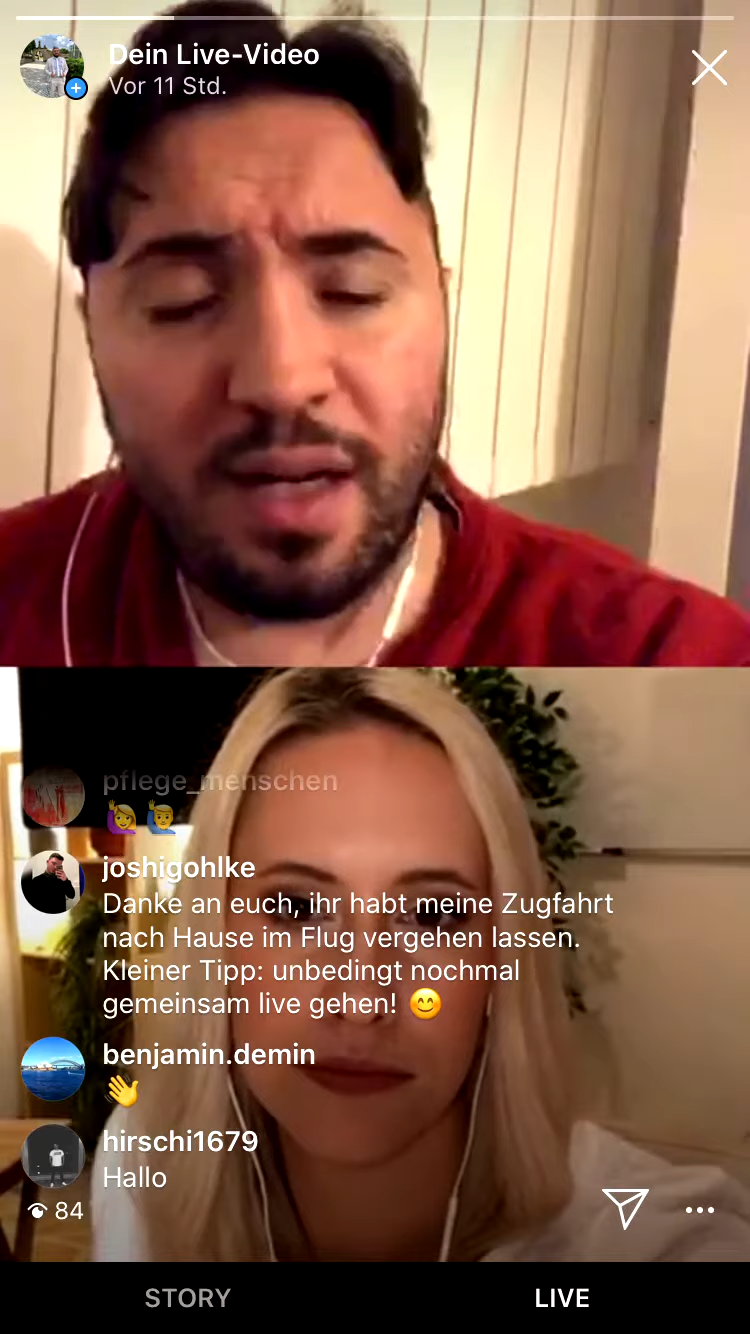 Dein Live-Video
Vor 11 Std.
pflege_menschen
🙋‍♀️ 🙋‍♂️
joshigohlke
Danke an euch, ihr habt meine Zugfahrt
nach Hause im Flug vergehen lassen.
Kleiner Tipp: unbedingt nochmal
gemeinsam live gehen! 😊
benjamin.demin
👋
hirschi1679
Hallo
84
STORY
LIVE